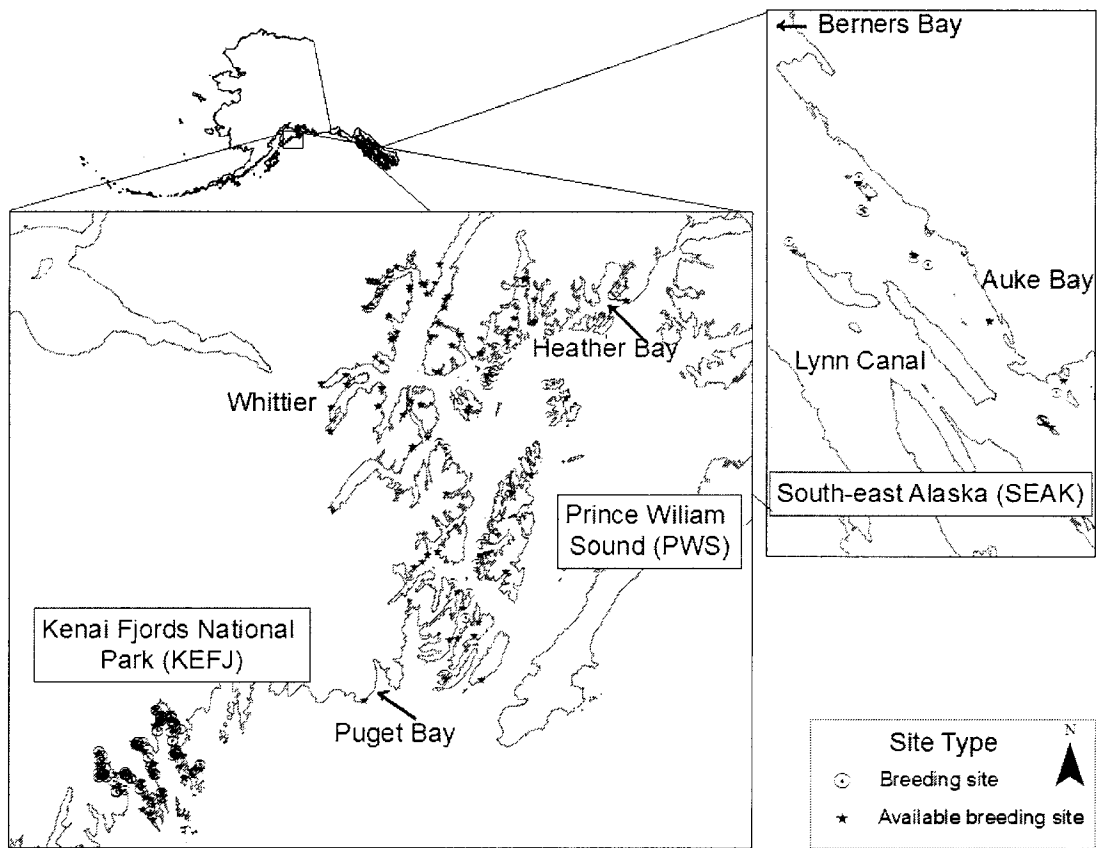 Berners Bay
Auke Bay
Lynn Canal
South-east Alaska (SEAK)
Heather Bay
Whittier
Prince Wiliam
Sound (PWS)
Kenai Fjords National
Park (KEFJ)
Puget Bay
Site Type
N
Breeding site
Available breeding site